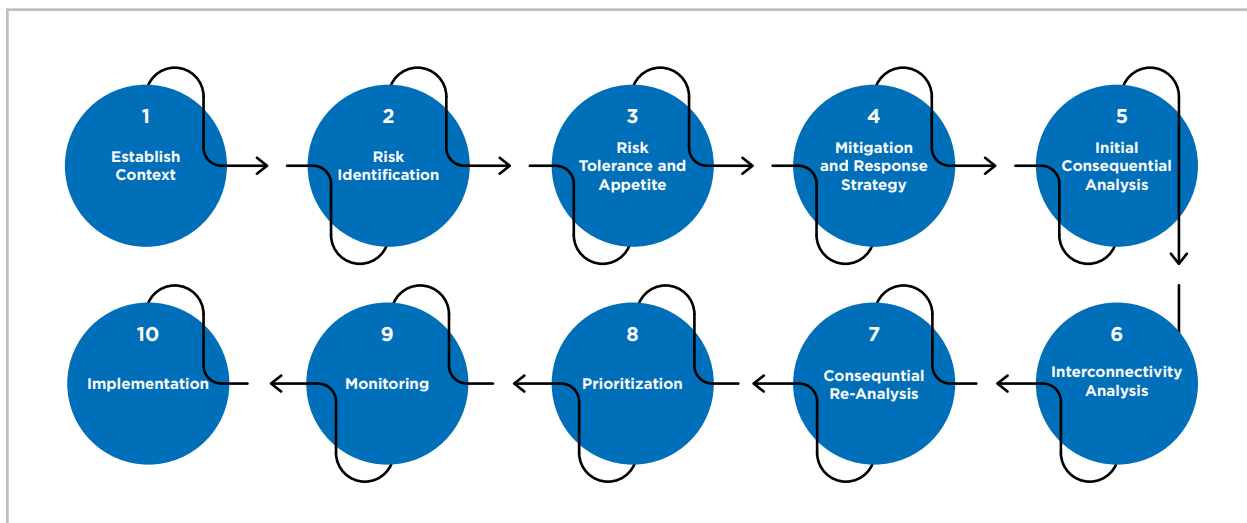 1
Establish
Context
2
Risk
Identification
3
Risk
Tolerance and
Appetite
4
Mitigation
and Response
Strategy
5
Initial
Consequential
Analysis
6
Interconnectivity
Analysis
7
Consequntial
Re-Analysis
8
Prioritization
9
Monitoring
10
Implementation